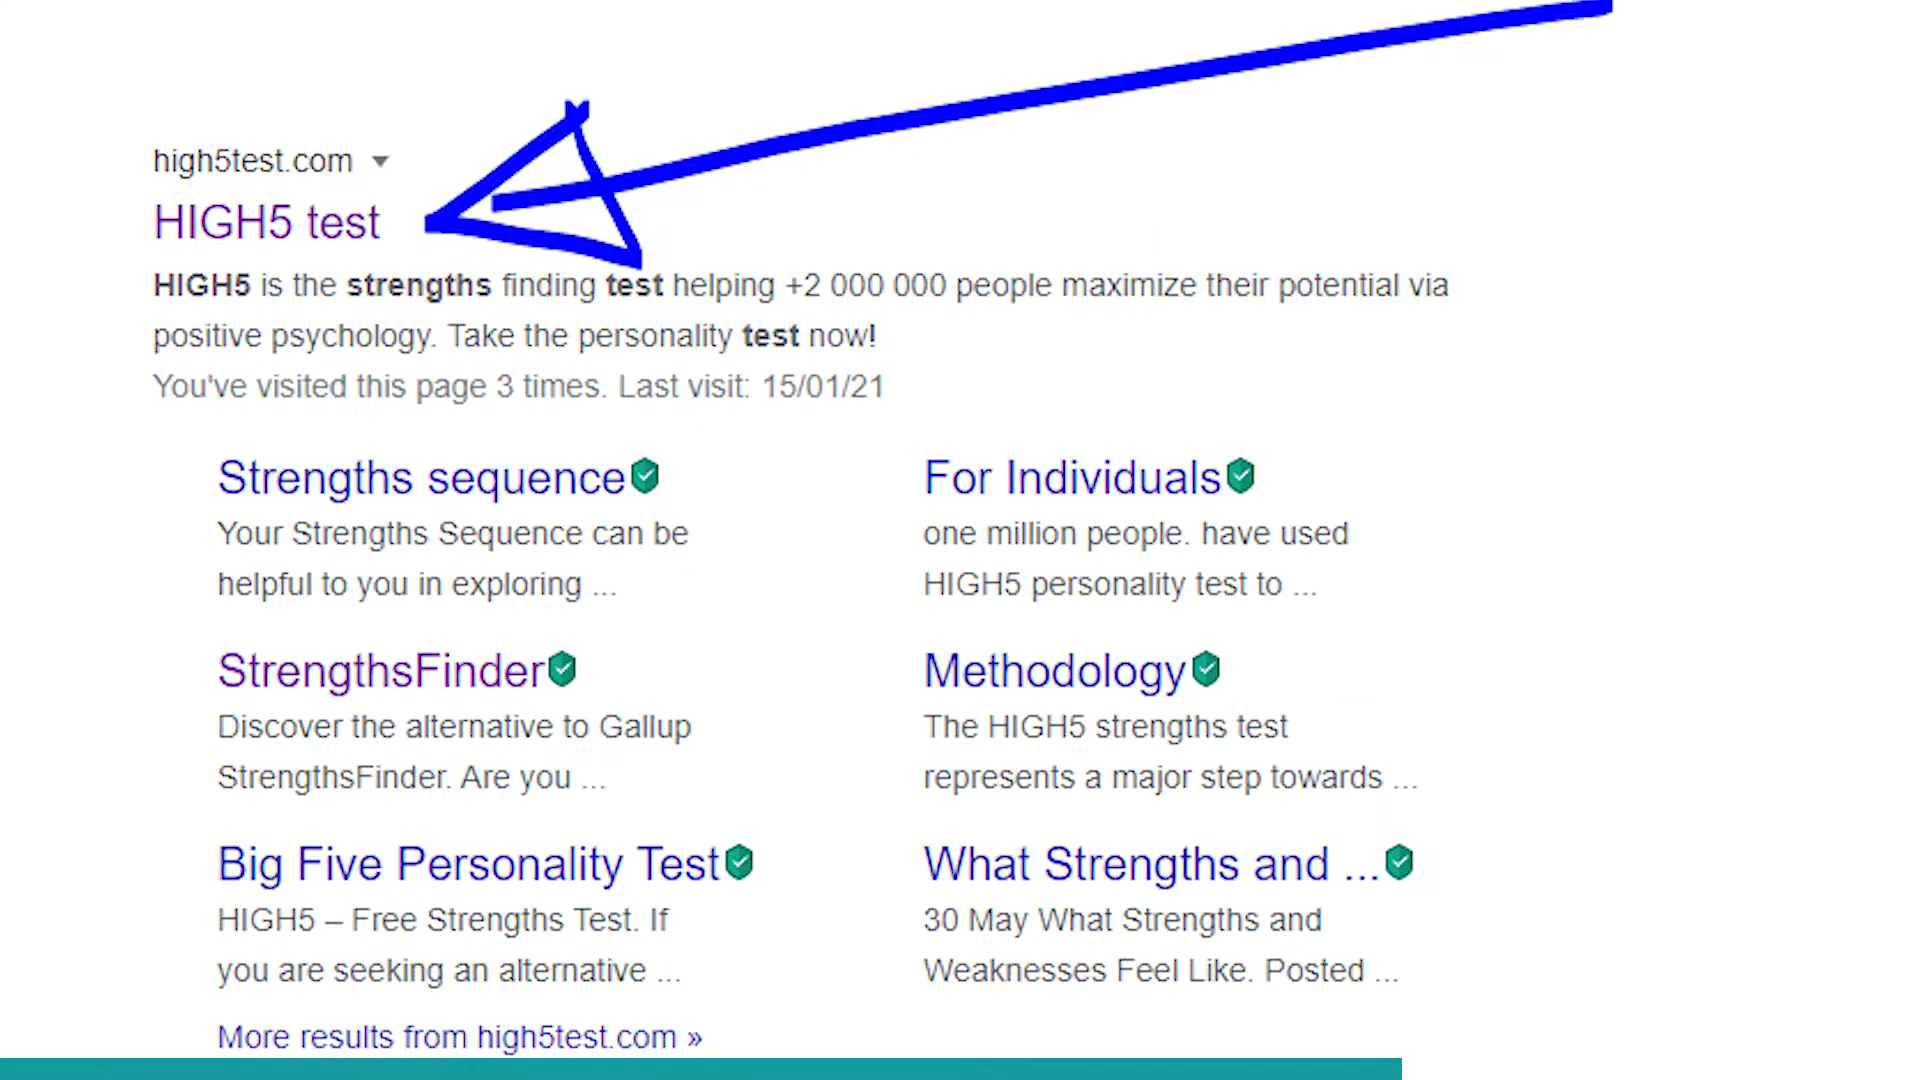 high5test.com
HIGH5 test
HIGH5 is the strengths finding test helping +2 000 000 people maximize their potential via
positive psychology. Take the personality test now!
You've visited this page 3 times. Last visit: 15/01/21
Strengths sequence
Your Strengths Sequence can be
helpful to you in exploring ...
For Individuals
one million people. have used
HIGH5 personality test to ...
StrengthsFinder
Discover the alternative to Gallup
StrengthsFinder. Are you ...
Methodology
The HIGH5 strengths test
represents a major step towards ...
Big Five Personality Test
HIGH5 – Free Strengths Test. If
you are seeking an alternative ...
What Strengths and ...
30 May What Strengths and
Weaknesses Feel Like. Posted ...
More results from high5test.com »